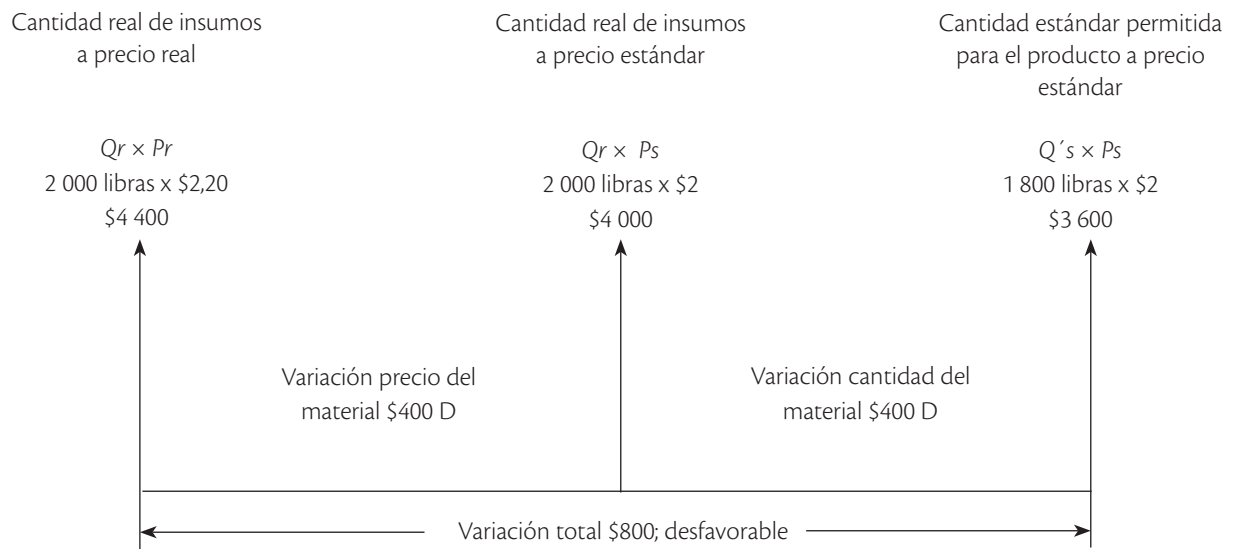 Cantidad real de insumos
a precio real
Cantidad real de insumos
a precio estándar
Cantidad estándar permitida
para el producto a precio
estándar
Qr × Pr
2 000 libras x $2,20
$4 400
Qr × Ps
2 000 libras x $2
$4 000
Q´s × Ps
1 800 libras x $2
$3 600
Variación precio del
material $400 D
Variación cantidad del
material $400 D
Variación total $800; desfavorable